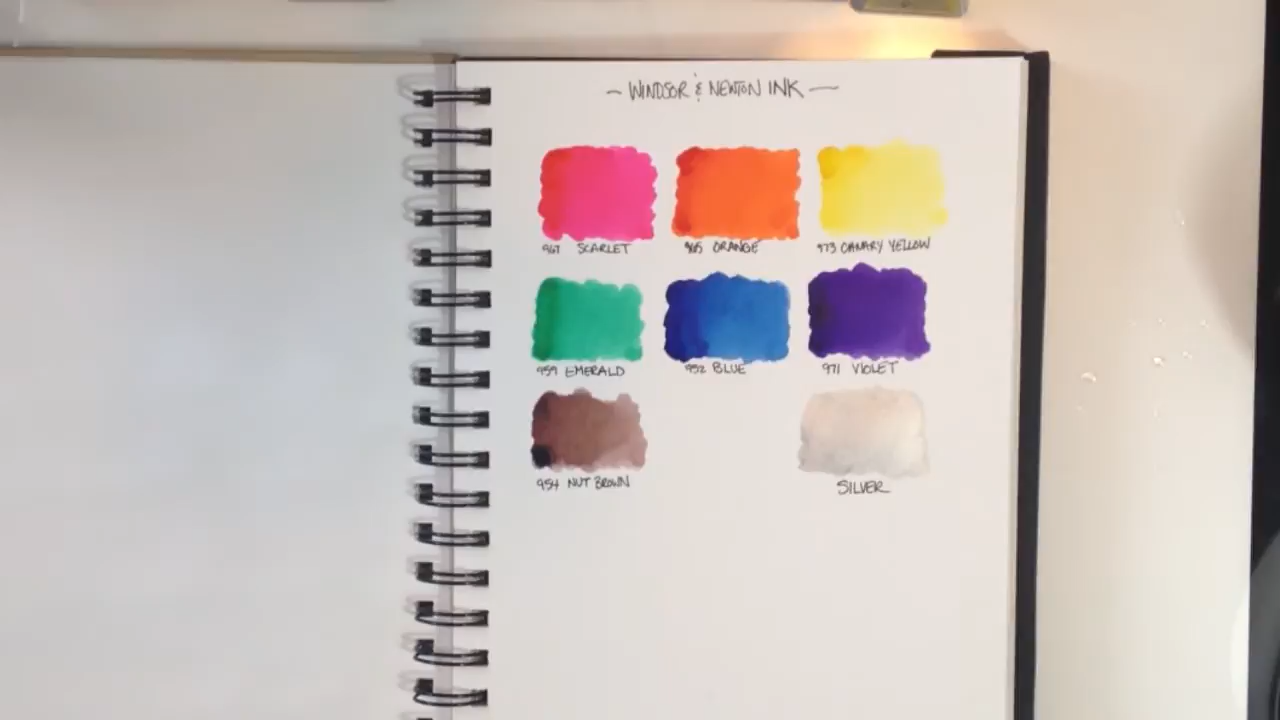 - WINDSOR & NEWTON INK -
967 SCARLET
965 ORANGE
973 CANARY YELLOW
959 EMERALD
952 BLUE
971 VIOLET
954 NUT BROWN
SILVER